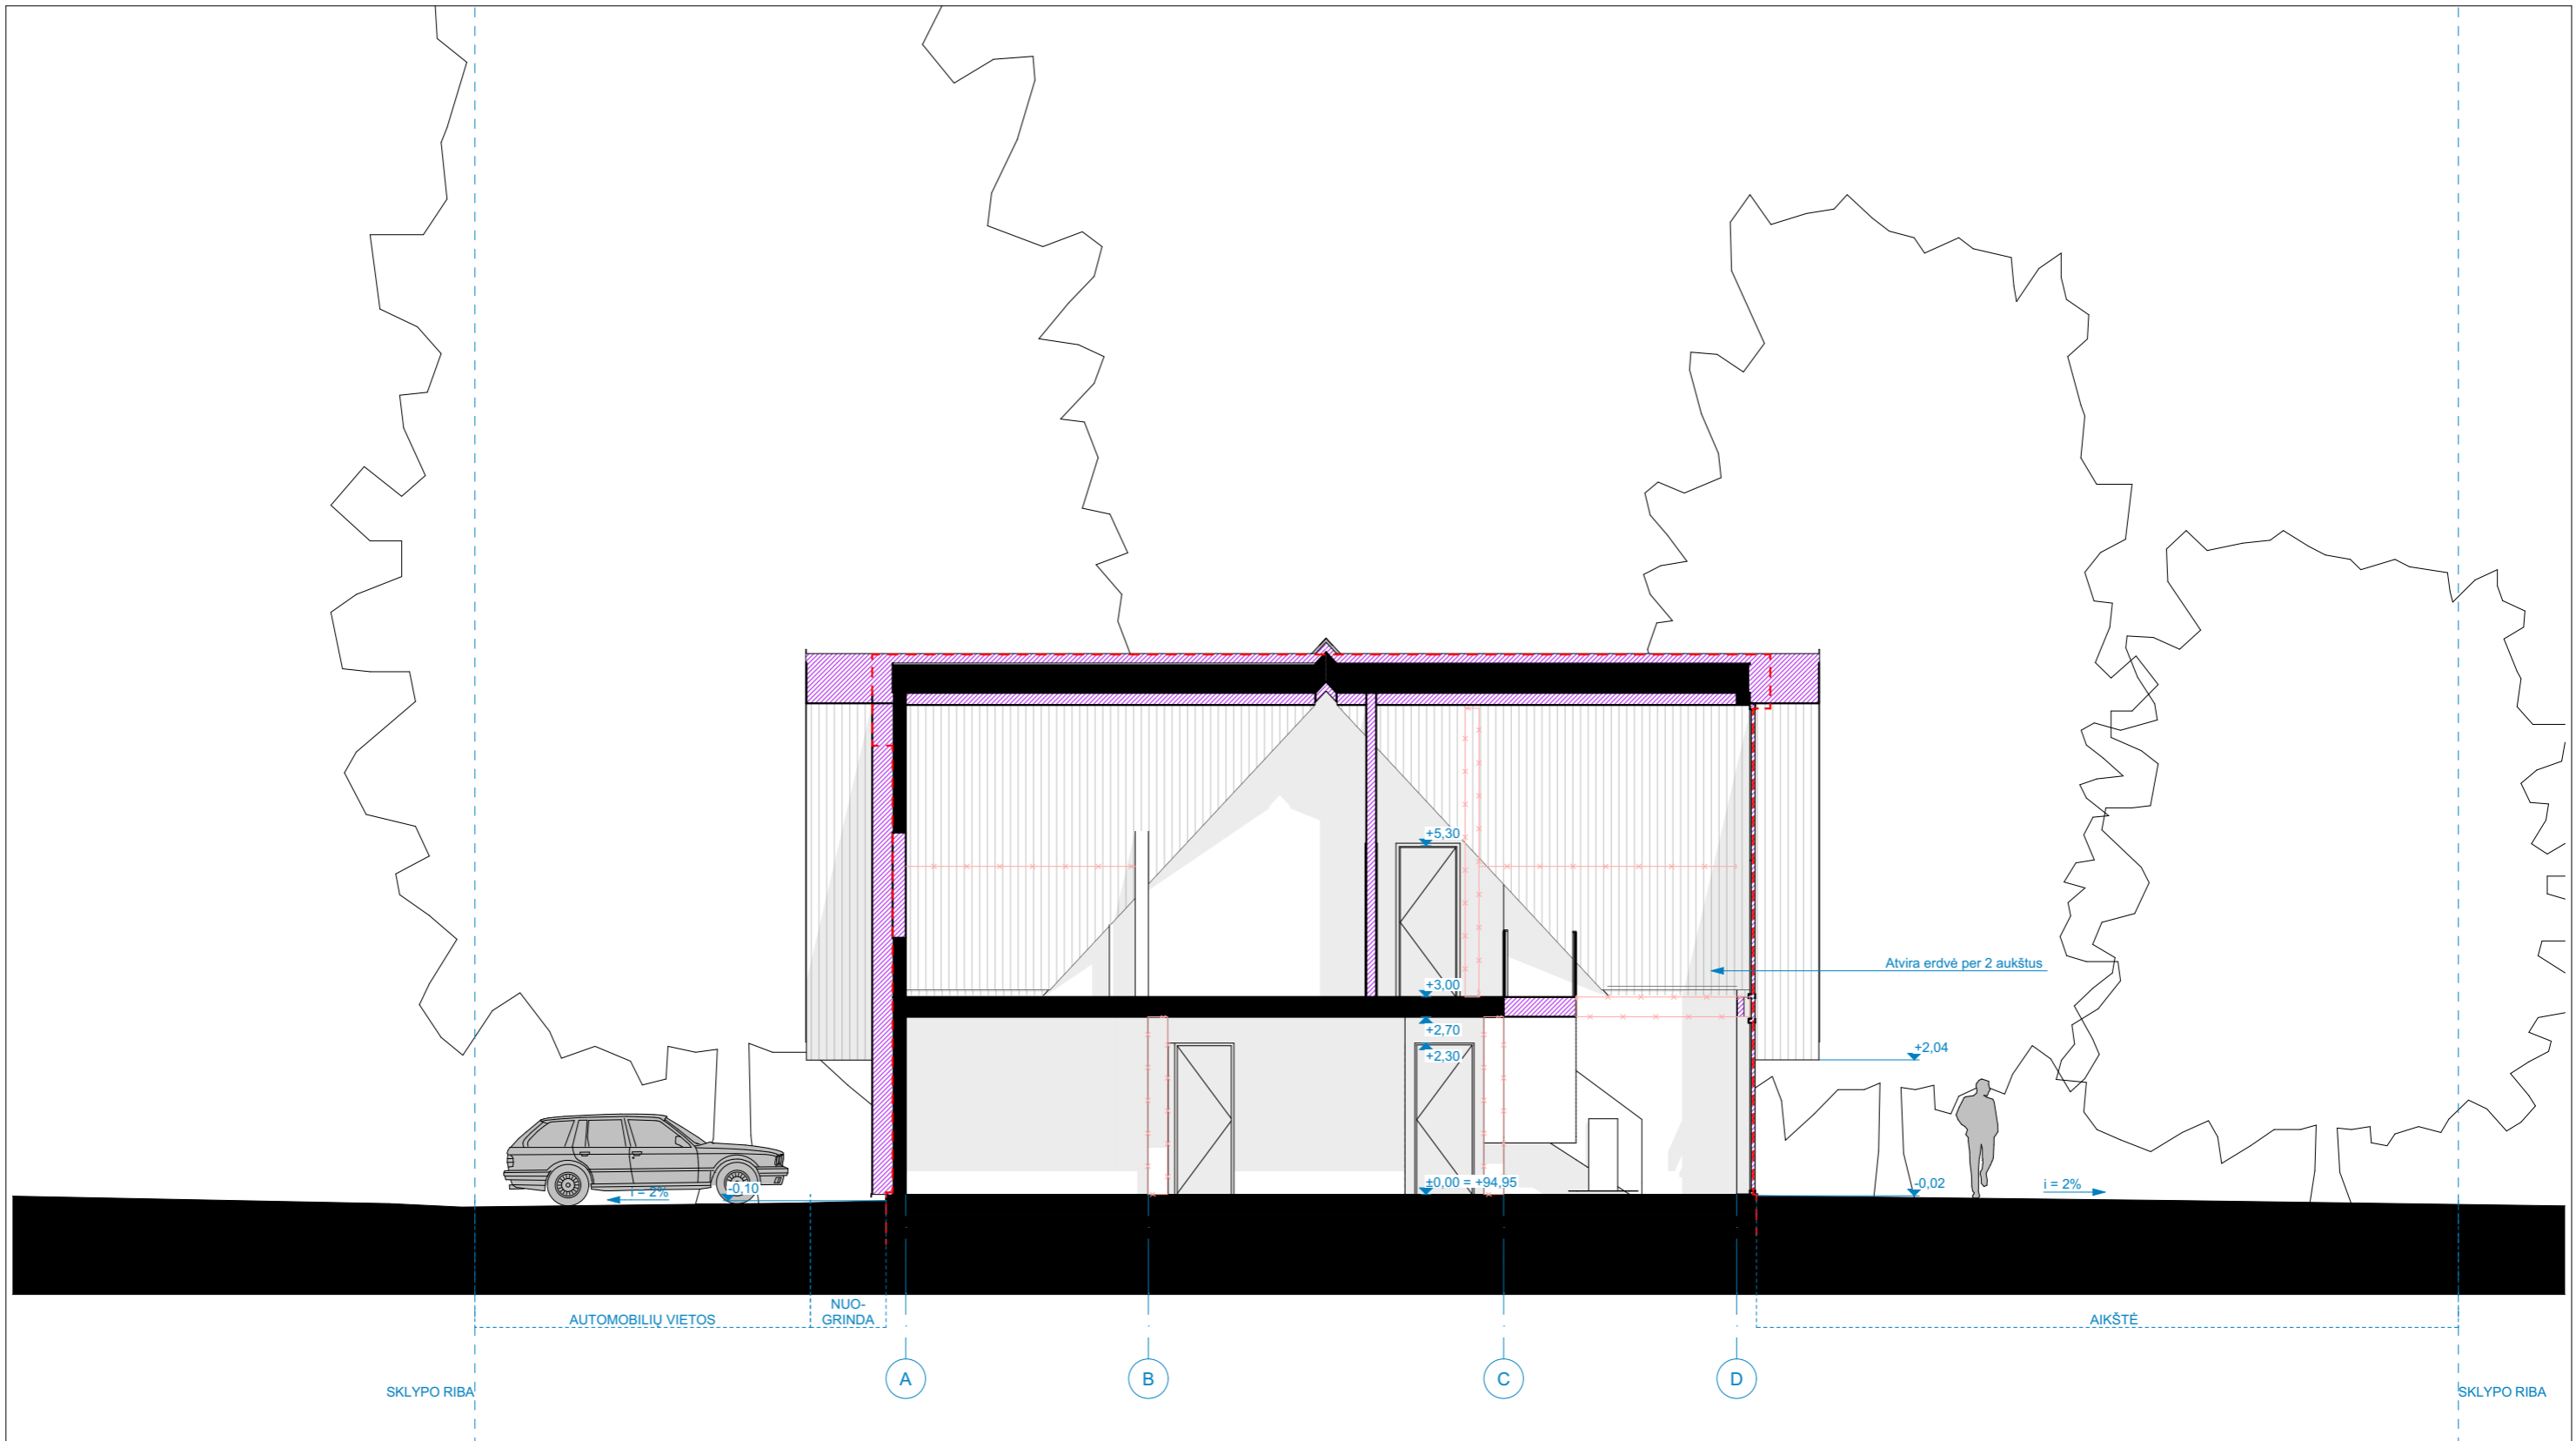 +5,30
Atvira erdvė per 2 aukštus
+3,00
+2,70
+2,30
+2,04
i = 2%
-0,10
±0,00 = +94,95
-0,02
i = 2%
NUO-
GRINDA
AUTOMOBILIŲ VIETOS
AIKŠTĖ
A
B
C
D
SKLYPO RIBA
SKLYPO RIBA